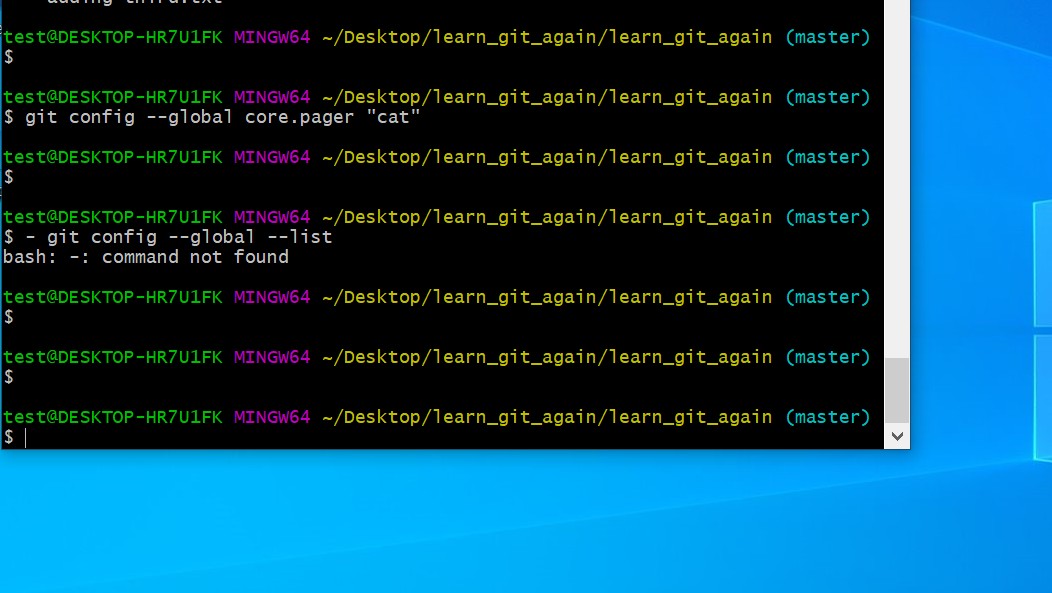 adding third.txt
test@DESKTOP-HR7U1FK MINGW64 ~/Desktop/learn_git_again/learn_git_again (master)
$
test@DESKTOP-HR7U1FK MINGW64 ~/Desktop/learn_git_again/learn_git_again (master)
$ git config --global core.pager "cat"
test@DESKTOP-HR7U1FK MINGW64 ~/Desktop/learn_git_again/learn_git_again (master)
$
test@DESKTOP-HR7U1FK MINGW64 ~/Desktop/learn_git_again/learn_git_again (master)
$ - git config --global --list
bash: -: command not found
test@DESKTOP-HR7U1FK MINGW64 ~/Desktop/learn_git_again/learn_git_again (master)
$
test@DESKTOP-HR7U1FK MINGW64 ~/Desktop/learn_git_again/learn_git_again (master)
$
test@DESKTOP-HR7U1FK MINGW64 ~/Desktop/learn_git_again/learn_git_again (master)
$